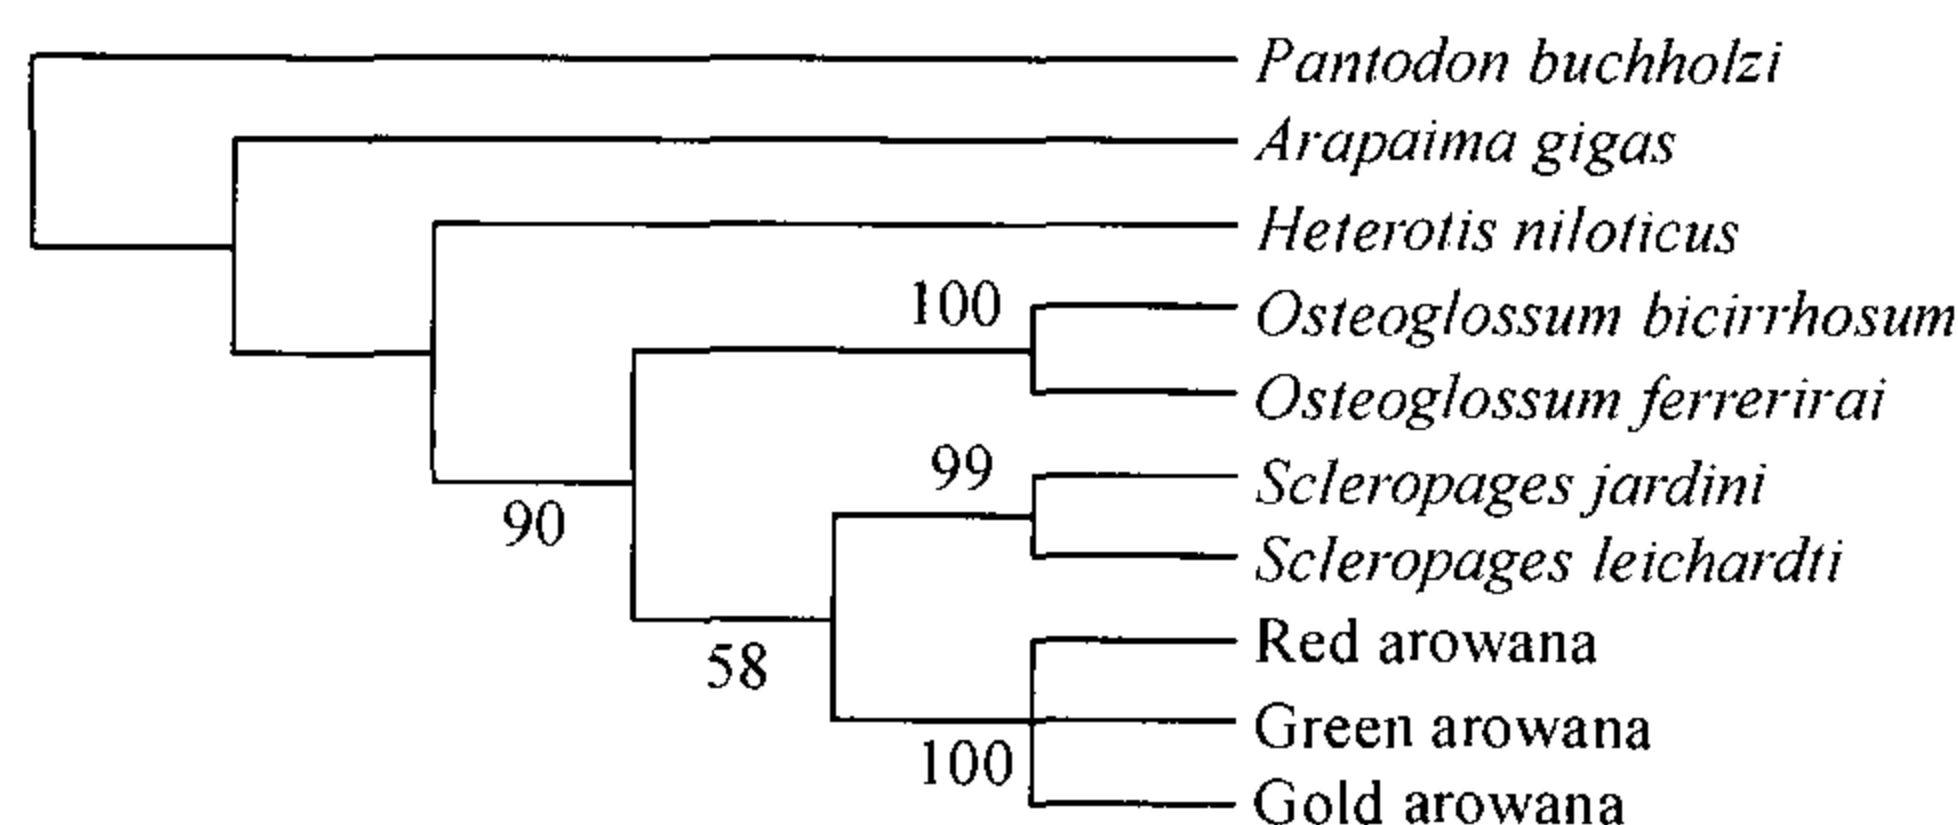 Pantodon buchholzi
Arapaima gigas
Heterotis niloticus
100
Osteoglossum bicirrhosum
Osteoglossum ferrerirai
99
Scleropages jardini
90
Scleropages leichardti
Red arowana
58
Green arowana
100
Gold arowana